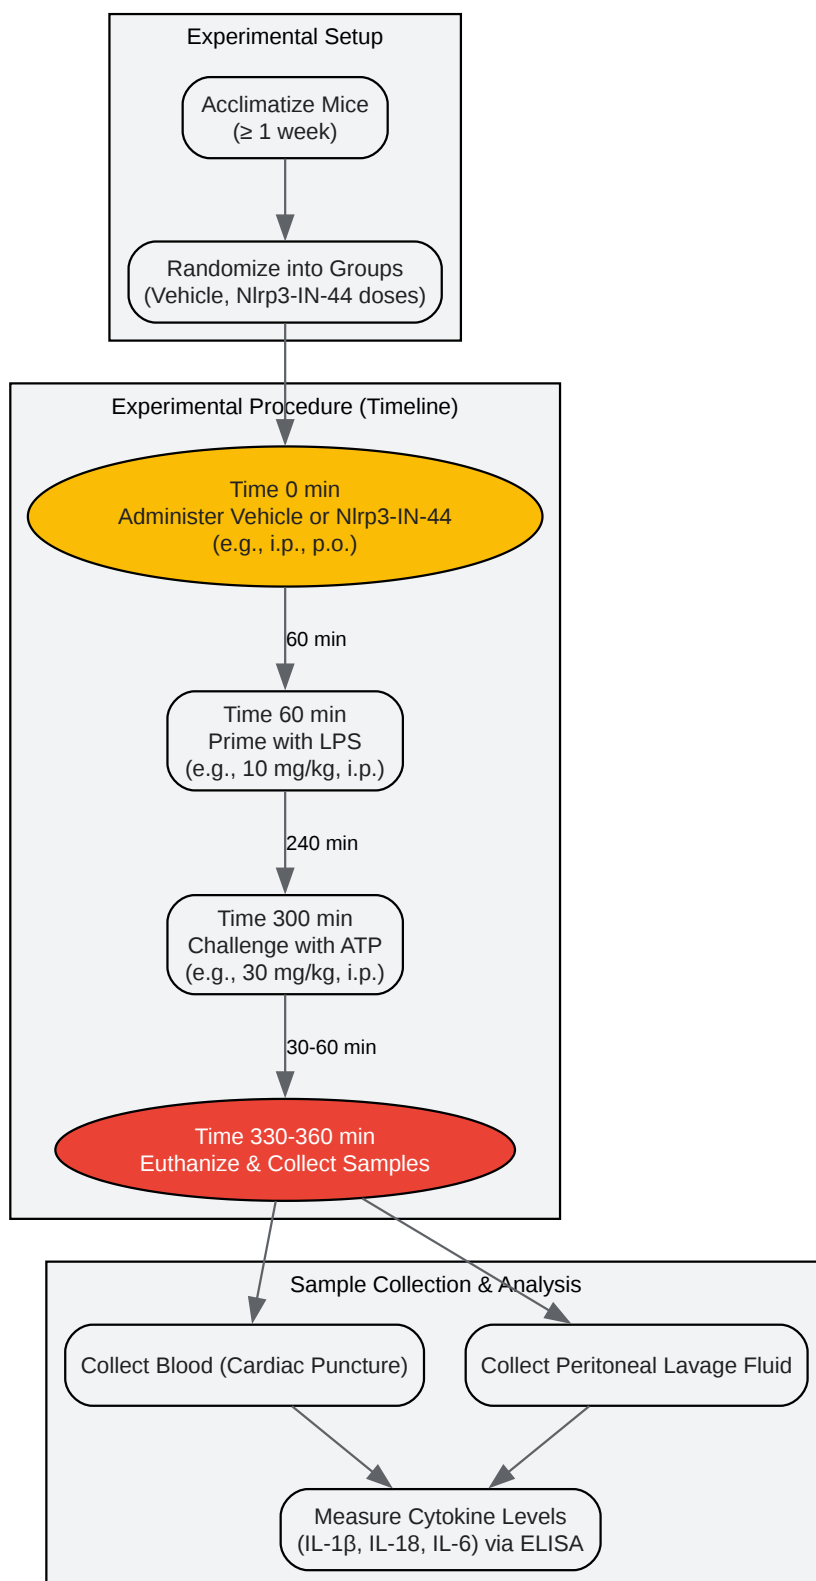 Experimental Setup
Acclimatize Mice
(≥ 1 week)
Randomize into Groups
(Vehicle, Nlrp3-IN-44 doses)
Experimental Procedure (Timeline)
Time 0 min
Administer Vehicle or Nlrp3-IN-44
(e.g., i.p., p.o.)
60 min
Time 60 min
Prime with LPS
(e.g., 10 mg/kg, i.p.)
240 min
Time 300 min
Challenge with ATP
(e.g., 30 mg/kg, i.p.)
30-60 min
Time 330-360 min
Euthanize & Collect Samples
Sample Collection & Analysis
Collect Blood (Cardiac Puncture)
Collect Peritoneal Lavage Fluid
Measure Cytokine Levels
(IL-1β, IL-18, IL-6) via ELISA